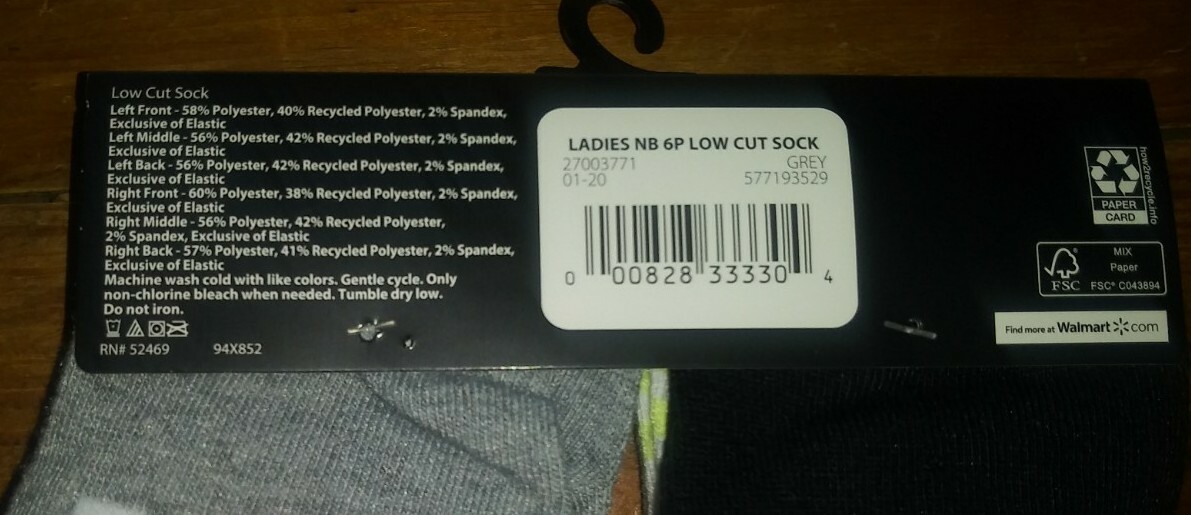 Low Cut Sock
Left Front - 58% Polyester, 40% Recycled Polyester, 2% Spandex,
Exclusive of Elastic
Left Middle - 56% Polyester, 42% Recycled Polyester, 2% Spandex,
Exclusive of Elastic
Left Back - 56% Polyester, 42% Recycled Polyester, 2% Spandex,
Exclusive of Elastic
Right Front - 60% Polyester, 38% Recycled Polyester, 2% Spandex,
Exclusive of Elastic
Right Middle - 56% Polyester, 42% Recycled Polyester,
2% Spandex, Exclusive of Elastic
Right Back - 57% Polyester, 41% Recycled Polyester, 2% Spandex,
Exclusive of Elastic
Machine wash cold with like colors. Gentle cycle. Only
non-chlorine bleach when needed. Tumble dry low.
Do not iron.
RN# 52469 94X852
LADIES NB 6P LOW CUT SOCK
27003771 GREY
01-20 577193529
0 00828 33330 4
how2recycle.info
PAPER
CARD
FSC
MIX
Paper
FSC® C043894
Find more at Walmart com